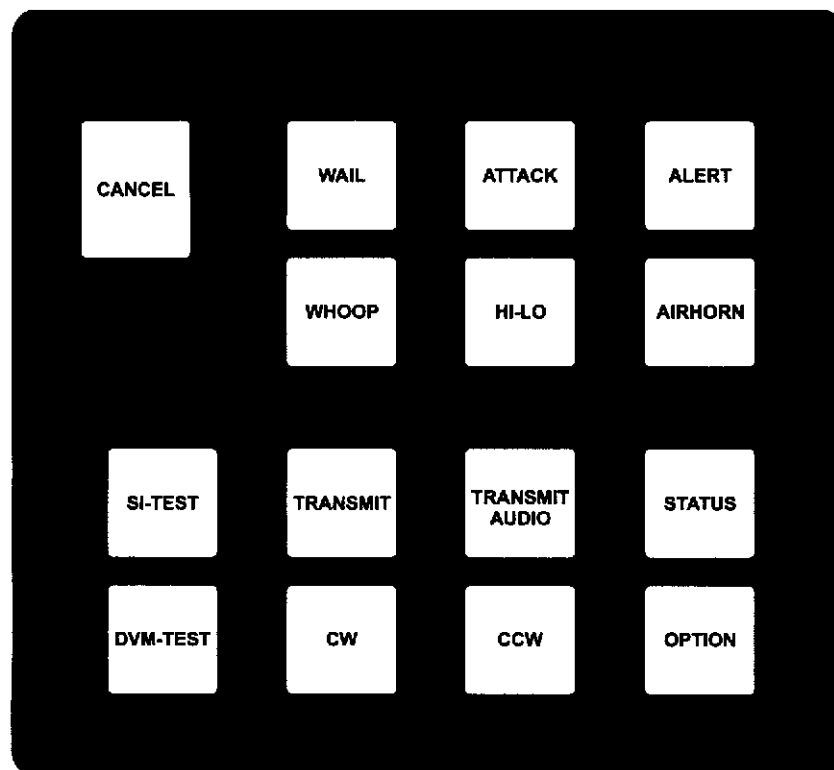 CANCEL
WAIL
ATTACK
ALERT
WHOOP
HI-LO
AIRHORN
SI-TEST
TRANSMIT
TRANSMIT
AUDIO
STATUS
DVM-TEST
CW
CCW
OPTION